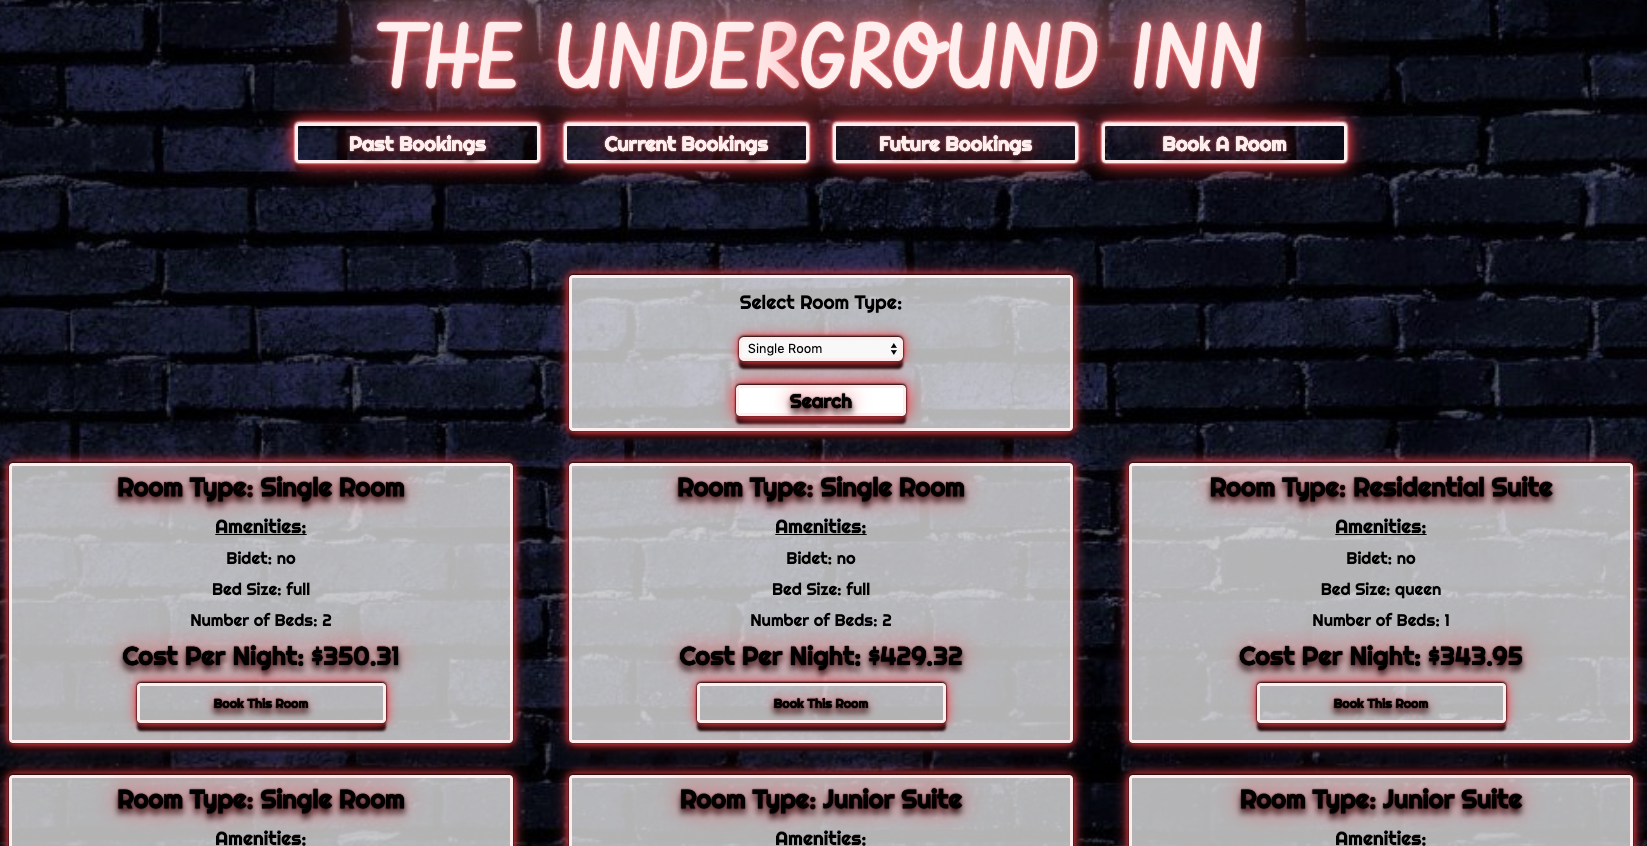 THE UNDERGROUND INN
Past Bookings
Current Bookings
Future Bookings
Book A Room
Select Room Type:
Single Room
Search
Room Type: Single Room
Amenities:
Bidet: no
Bed Size: full
Number of Beds: 2
Cost Per Night: $350.31
Book This Room
Room Type: Single Room
Amenities:
Bidet: no
Bed Size: full
Number of Beds: 2
Cost Per Night: $429.32
Book This Room
Room Type: Residential Suite
Amenities:
Bidet: no
Bed Size: queen
Number of Beds: 1
Cost Per Night: $343.95
Book This Room
Room Type: Single Room
Amenities:
Room Type: Junior Suite
Amenities:
Room Type: Junior Suite
Amenities: